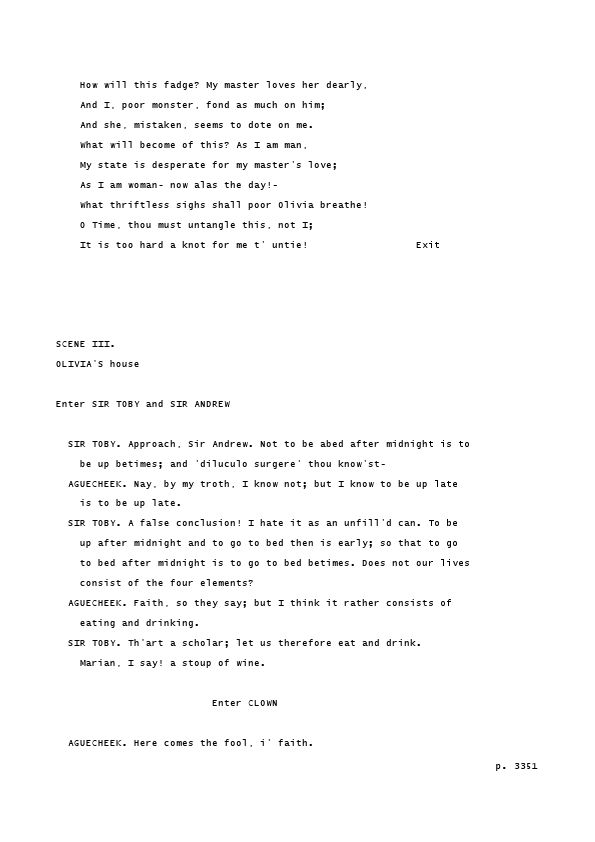 How will this fadge? My master loves her dearly,
And I, poor monster, fond as much on him;
And she, mistaken, seems to dote on me.
What will become of this? As I am man,
My state is desperate for my master's love;
As I am woman- now alas the day!-
What thriftless sighs shall poor Olivia breathe!
O Time, thou must untangle this, not I;
It is too hard a knot for me t' untie! Exit
SCENE III.
OLIVIA'S house
Enter SIR TOBY and SIR ANDREW
SIR TOBY. Approach, Sir Andrew. Not to be abed after midnight is to
be up betimes; and 'diluculo surgere' thou know'st-
AGUECHEEK. Nay, by my troth, I know not; but I know to be up late
is to be up late.
SIR TOBY. A false conclusion! I hate it as an unfill'd can. To be
up after midnight and to go to bed then is early; so that to go
to bed after midnight is to go to bed betimes. Does not our lives
consist of the four elements?
AGUECHEEK. Faith, so they say; but I think it rather consists of
eating and drinking.
SIR TOBY. Th'art a scholar; let us therefore eat and drink.
Marian, I say! a stoup of wine.
Enter CLOWN
AGUECHEEK. Here comes the fool, i' faith.
p. 3351